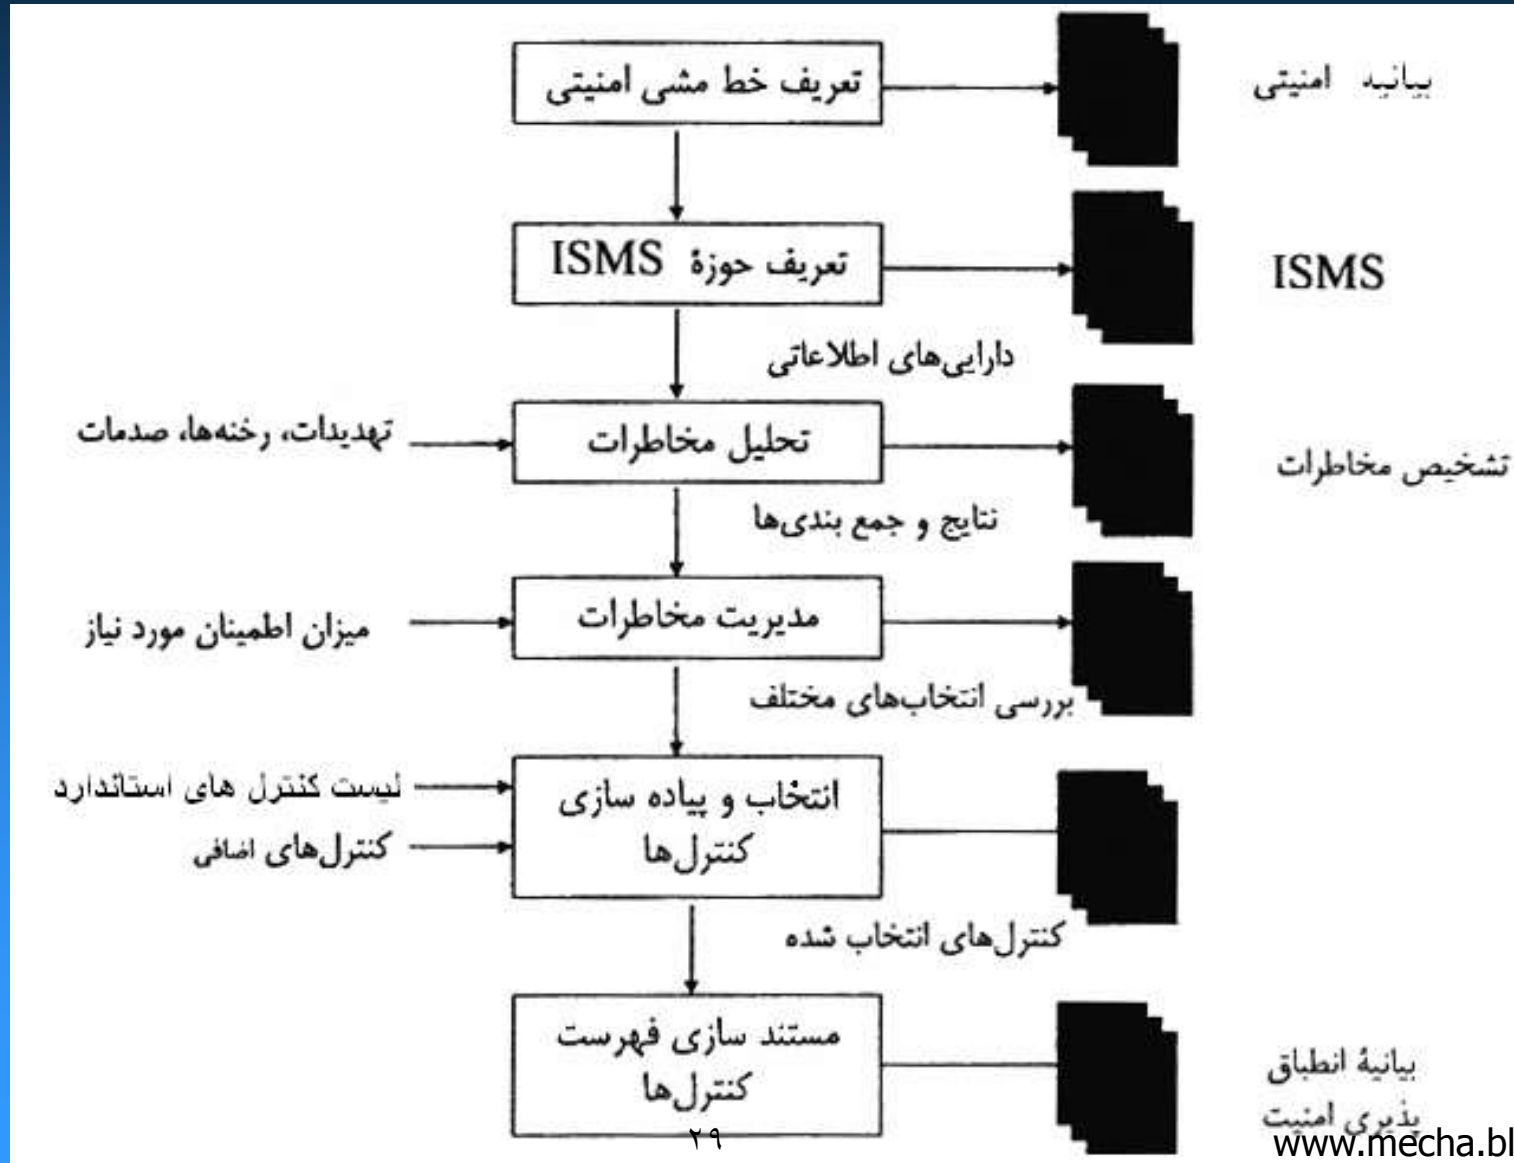 تعریف خط مشی امنیتی
بیانیه امنیتی
تعریف حوزۀ ISMS
ISMS
دارایی‌های اطلاعاتی
تهدیدات، رخنه‌ها، صدمات
تحلیل مخاطرات
تشخیص مخاطرات
نتایج و جمع بندی‌ها
میزان اطمینان مورد نیاز
مدیریت مخاطرات
بررسی انتخاب‌های مختلف
لیست کنترل های استاندارد
کنترل‌های اضافی
انتخاب و پیاده سازی
کنترل‌ها
کنترل‌های انتخاب شده
مستند سازی فهرست
کنترل‌ها
بیانیۀ انطباق
پذیری امنیت
۲۹
www.mecha.bl